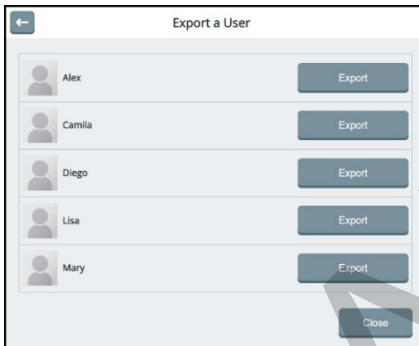 Export a User
Alex Export
Camila Export
Diego Export
Lisa Export
Mary Export
Close